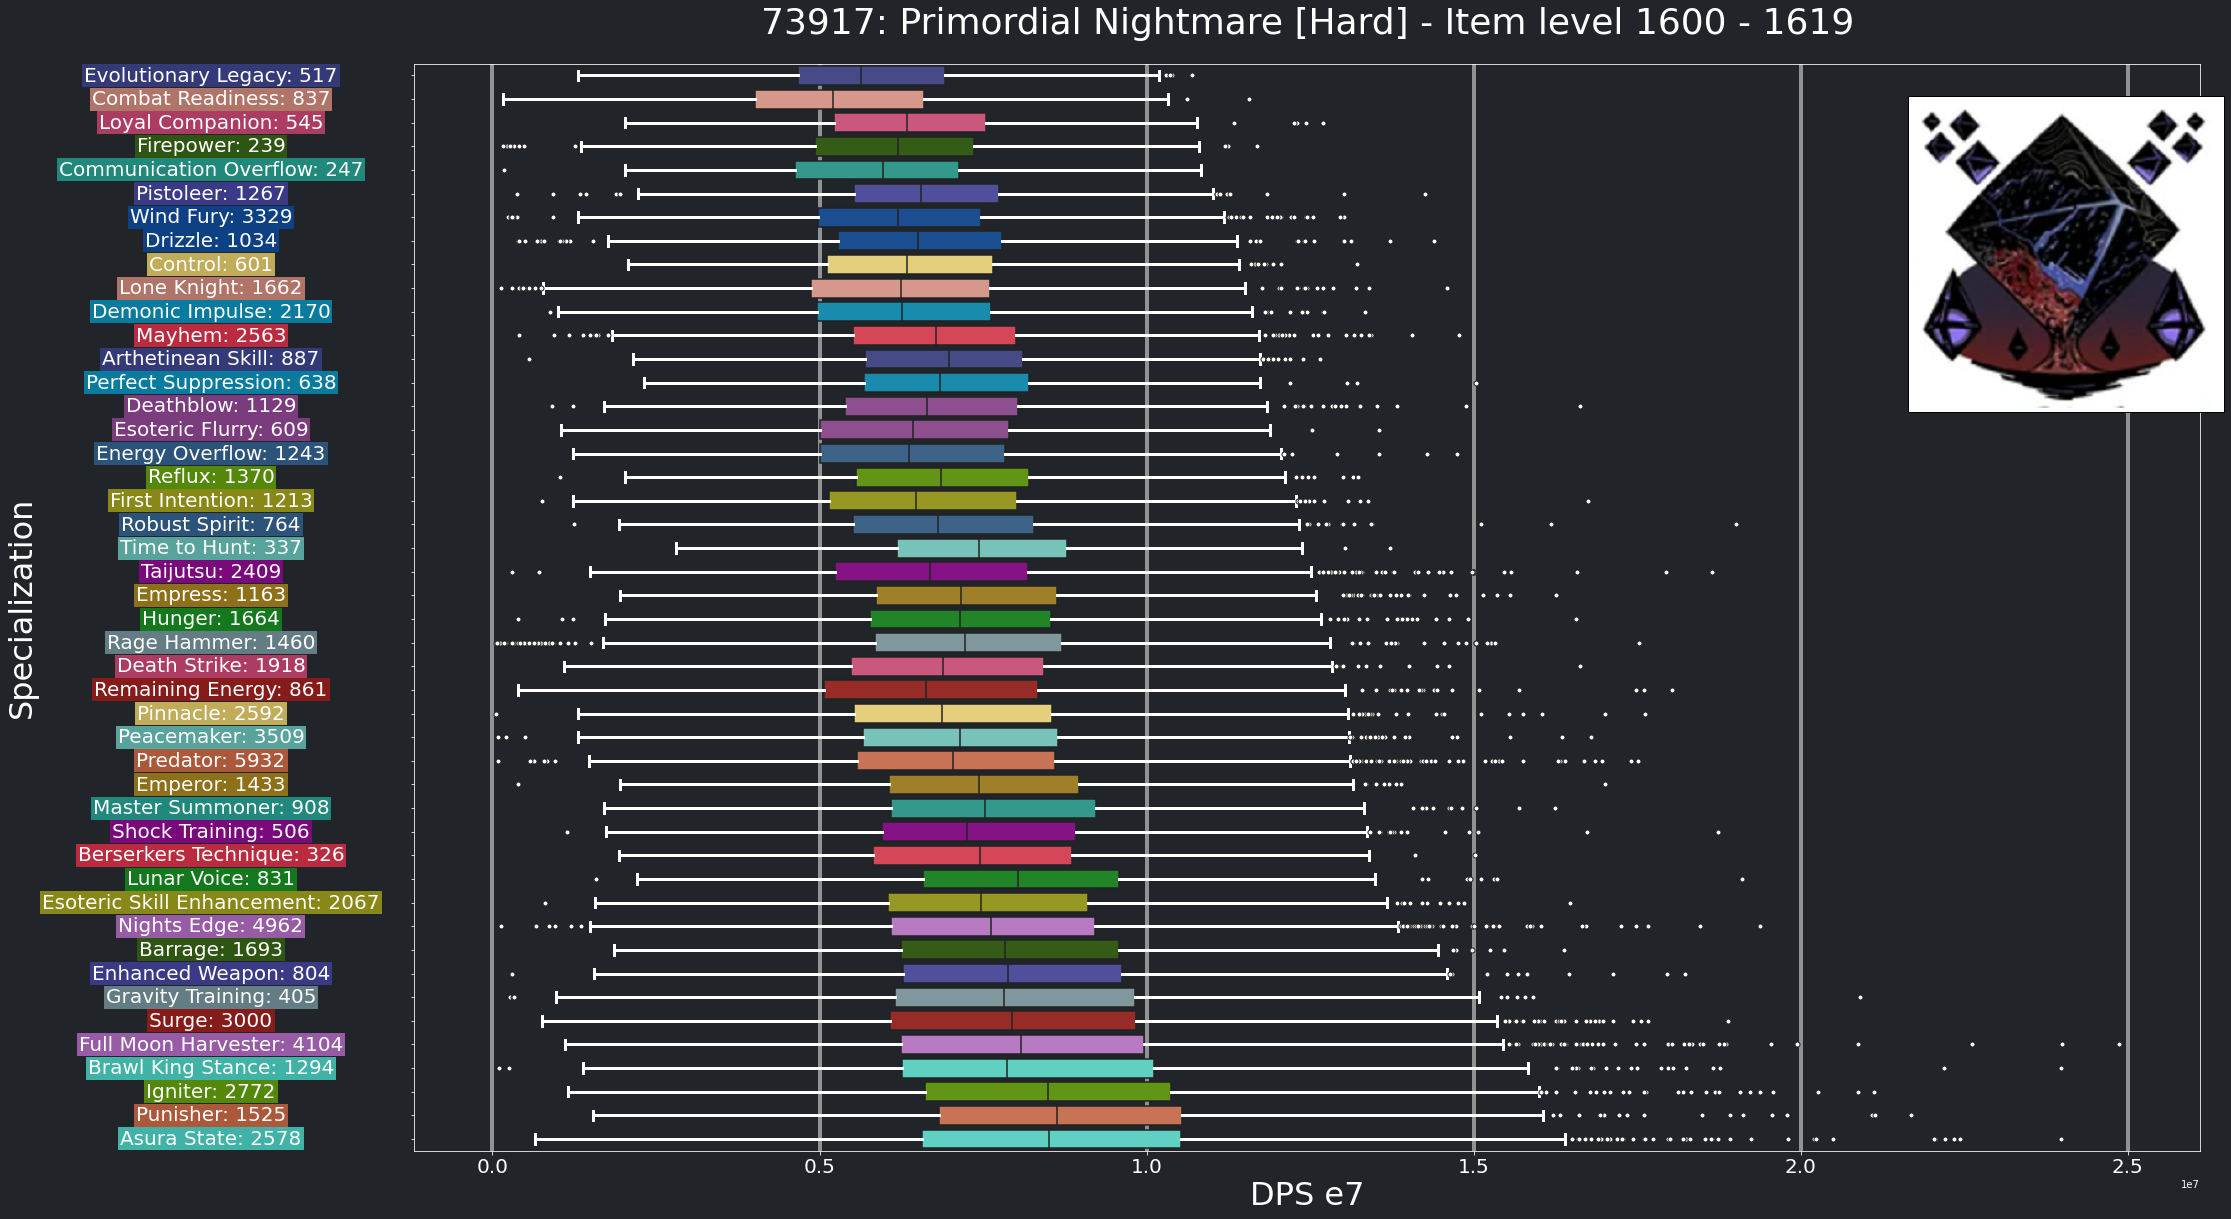 73917: Primordial Nightmare [Hard] - Item level 1600 - 1619
Specialization
Evolutionary Legacy: 517
Combat Readiness: 837
Loyal Companion: 545
Firepower: 239
Communication Overflow: 247
Pistoleer: 1267
Wind Fury: 3329
Drizzle: 1034
Control: 601
Lone Knight: 1662
Demonic Impulse: 2170
Mayhem: 2563
Arthetinean Skill: 887
Perfect Suppression: 638
Deathblow: 1129
Esoteric Flurry: 609
Energy Overflow: 1243
Reflux: 1370
First Intention: 1213
Robust Spirit: 764
Time to Hunt: 337
Taijutsu: 2409
Empress: 1163
Hunger: 1664
Rage Hammer: 1460
Death Strike: 1918
Remaining Energy: 861
Pinnacle: 2592
Peacemaker: 3509
Predator: 5932
Emperor: 1433
Master Summoner: 908
Shock Training: 506
Berserkers Technique: 326
Lunar Voice: 831
Esoteric Skill Enhancement: 2067
Nights Edge: 4962
Barrage: 1693
Enhanced Weapon: 804
Gravity Training: 405
Surge: 3000
Full Moon Harvester: 4104
Brawl King Stance: 1294
Igniter: 2772
Punisher: 1525
Asura State: 2578
0.0 0.5 1.0 1.5 2.0 2.5
1e7
DPS e7